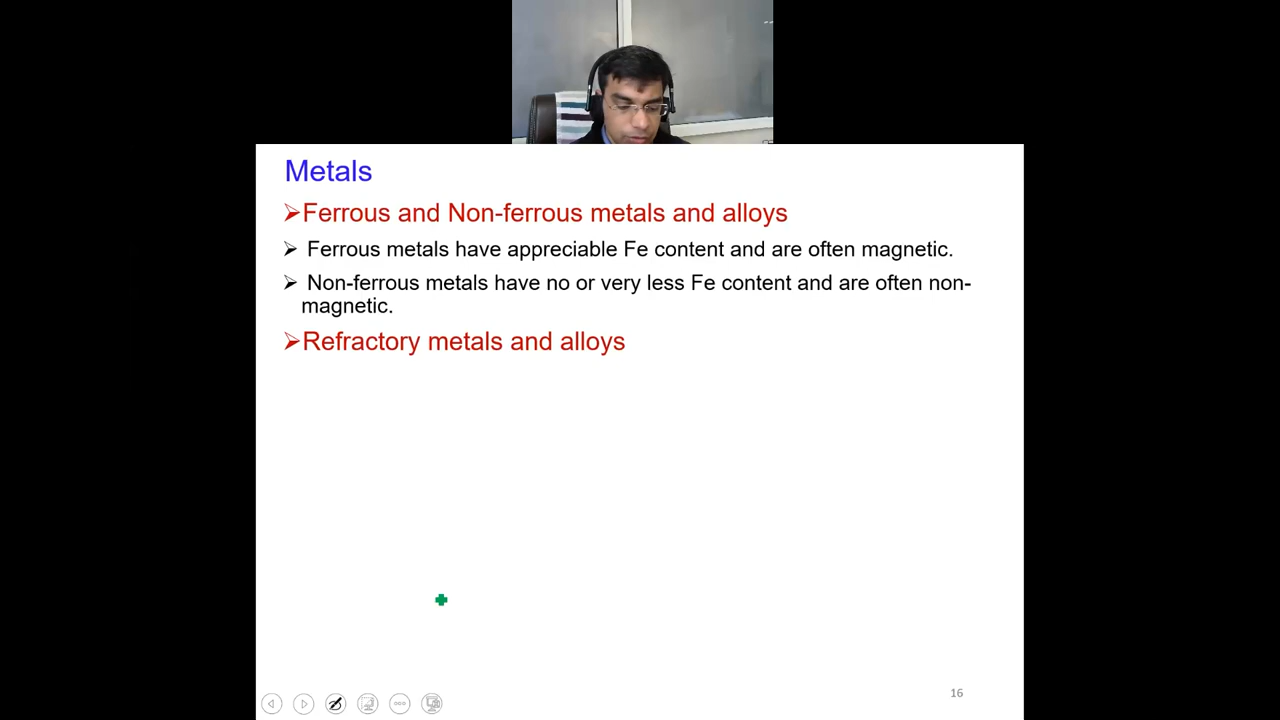 Metals
➢Ferrous and Non-ferrous metals and alloys
➢ Ferrous metals have appreciable Fe content and are often magnetic.
➢ Non-ferrous metals have no or very less Fe content and are often non-
magnetic.
➢Refractory metals and alloys
16